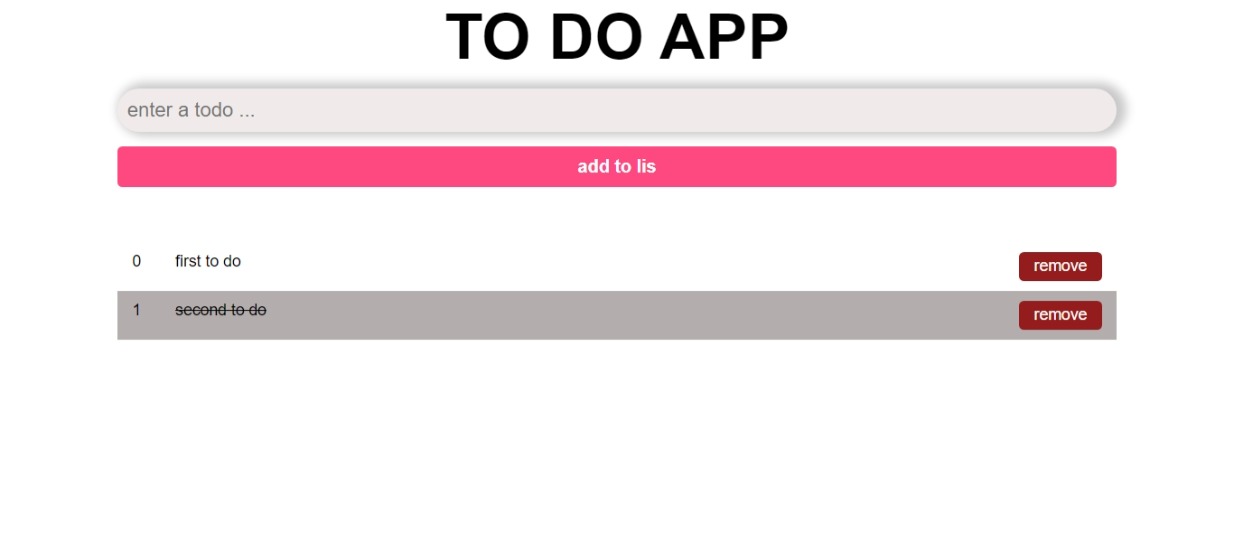 TO DO APP
enter a todo ...
add to lis
0 first to do remove
1 second to do remove